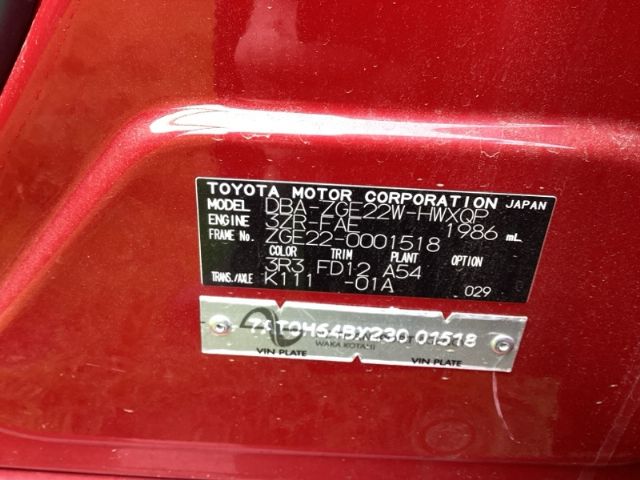 TOYOTA MOTOR CORPORATION JAPAN
MODEL DBA-ZGE22W-HWXQP
ENGINE 3ZR-FAE 1986 mL
FRAME No. ZGE22-0001518
COLOR TRIM PLANT OPTION
3R3 FD12 A54
TRANS./AXLE K111 -01A 029
7AT0H64BX230 01518
WAKA KOTAHI
VIN PLATE VIN PLATE